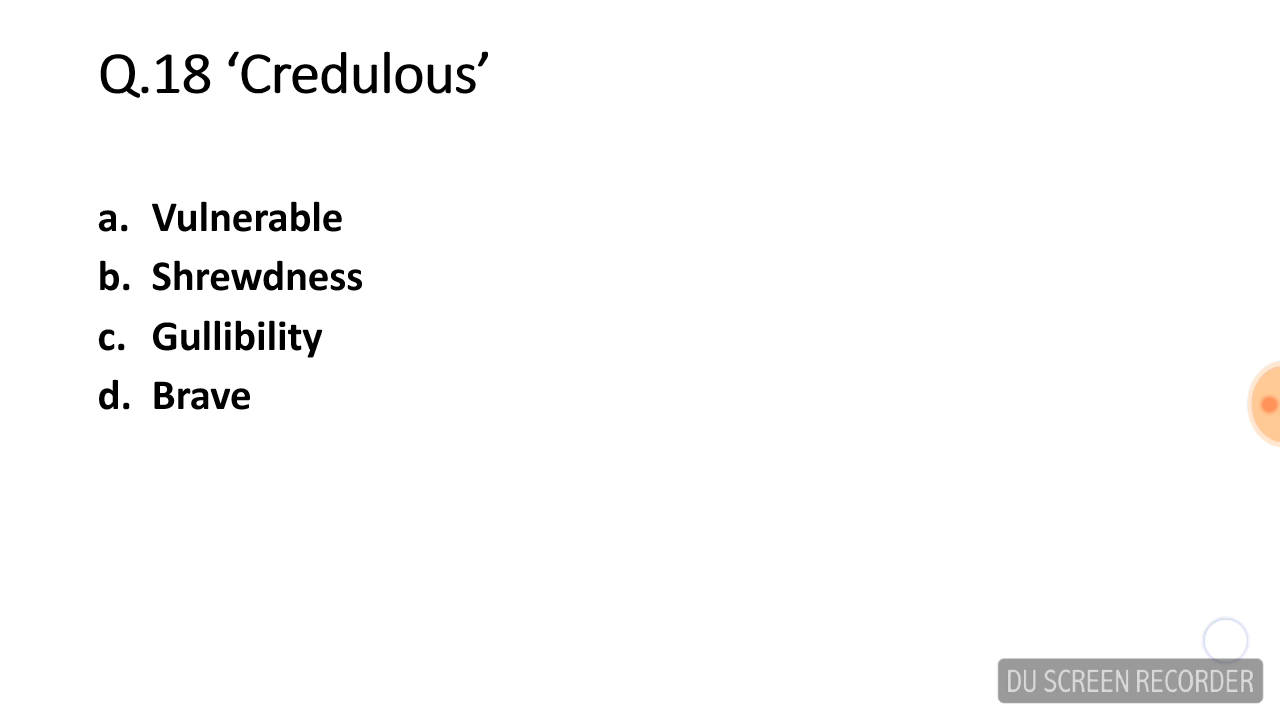 Q.18 ‘Credulous’
a. Vulnerable
b. Shrewdness
c. Gullibility
d. Brave
DU SCREEN RECORDER